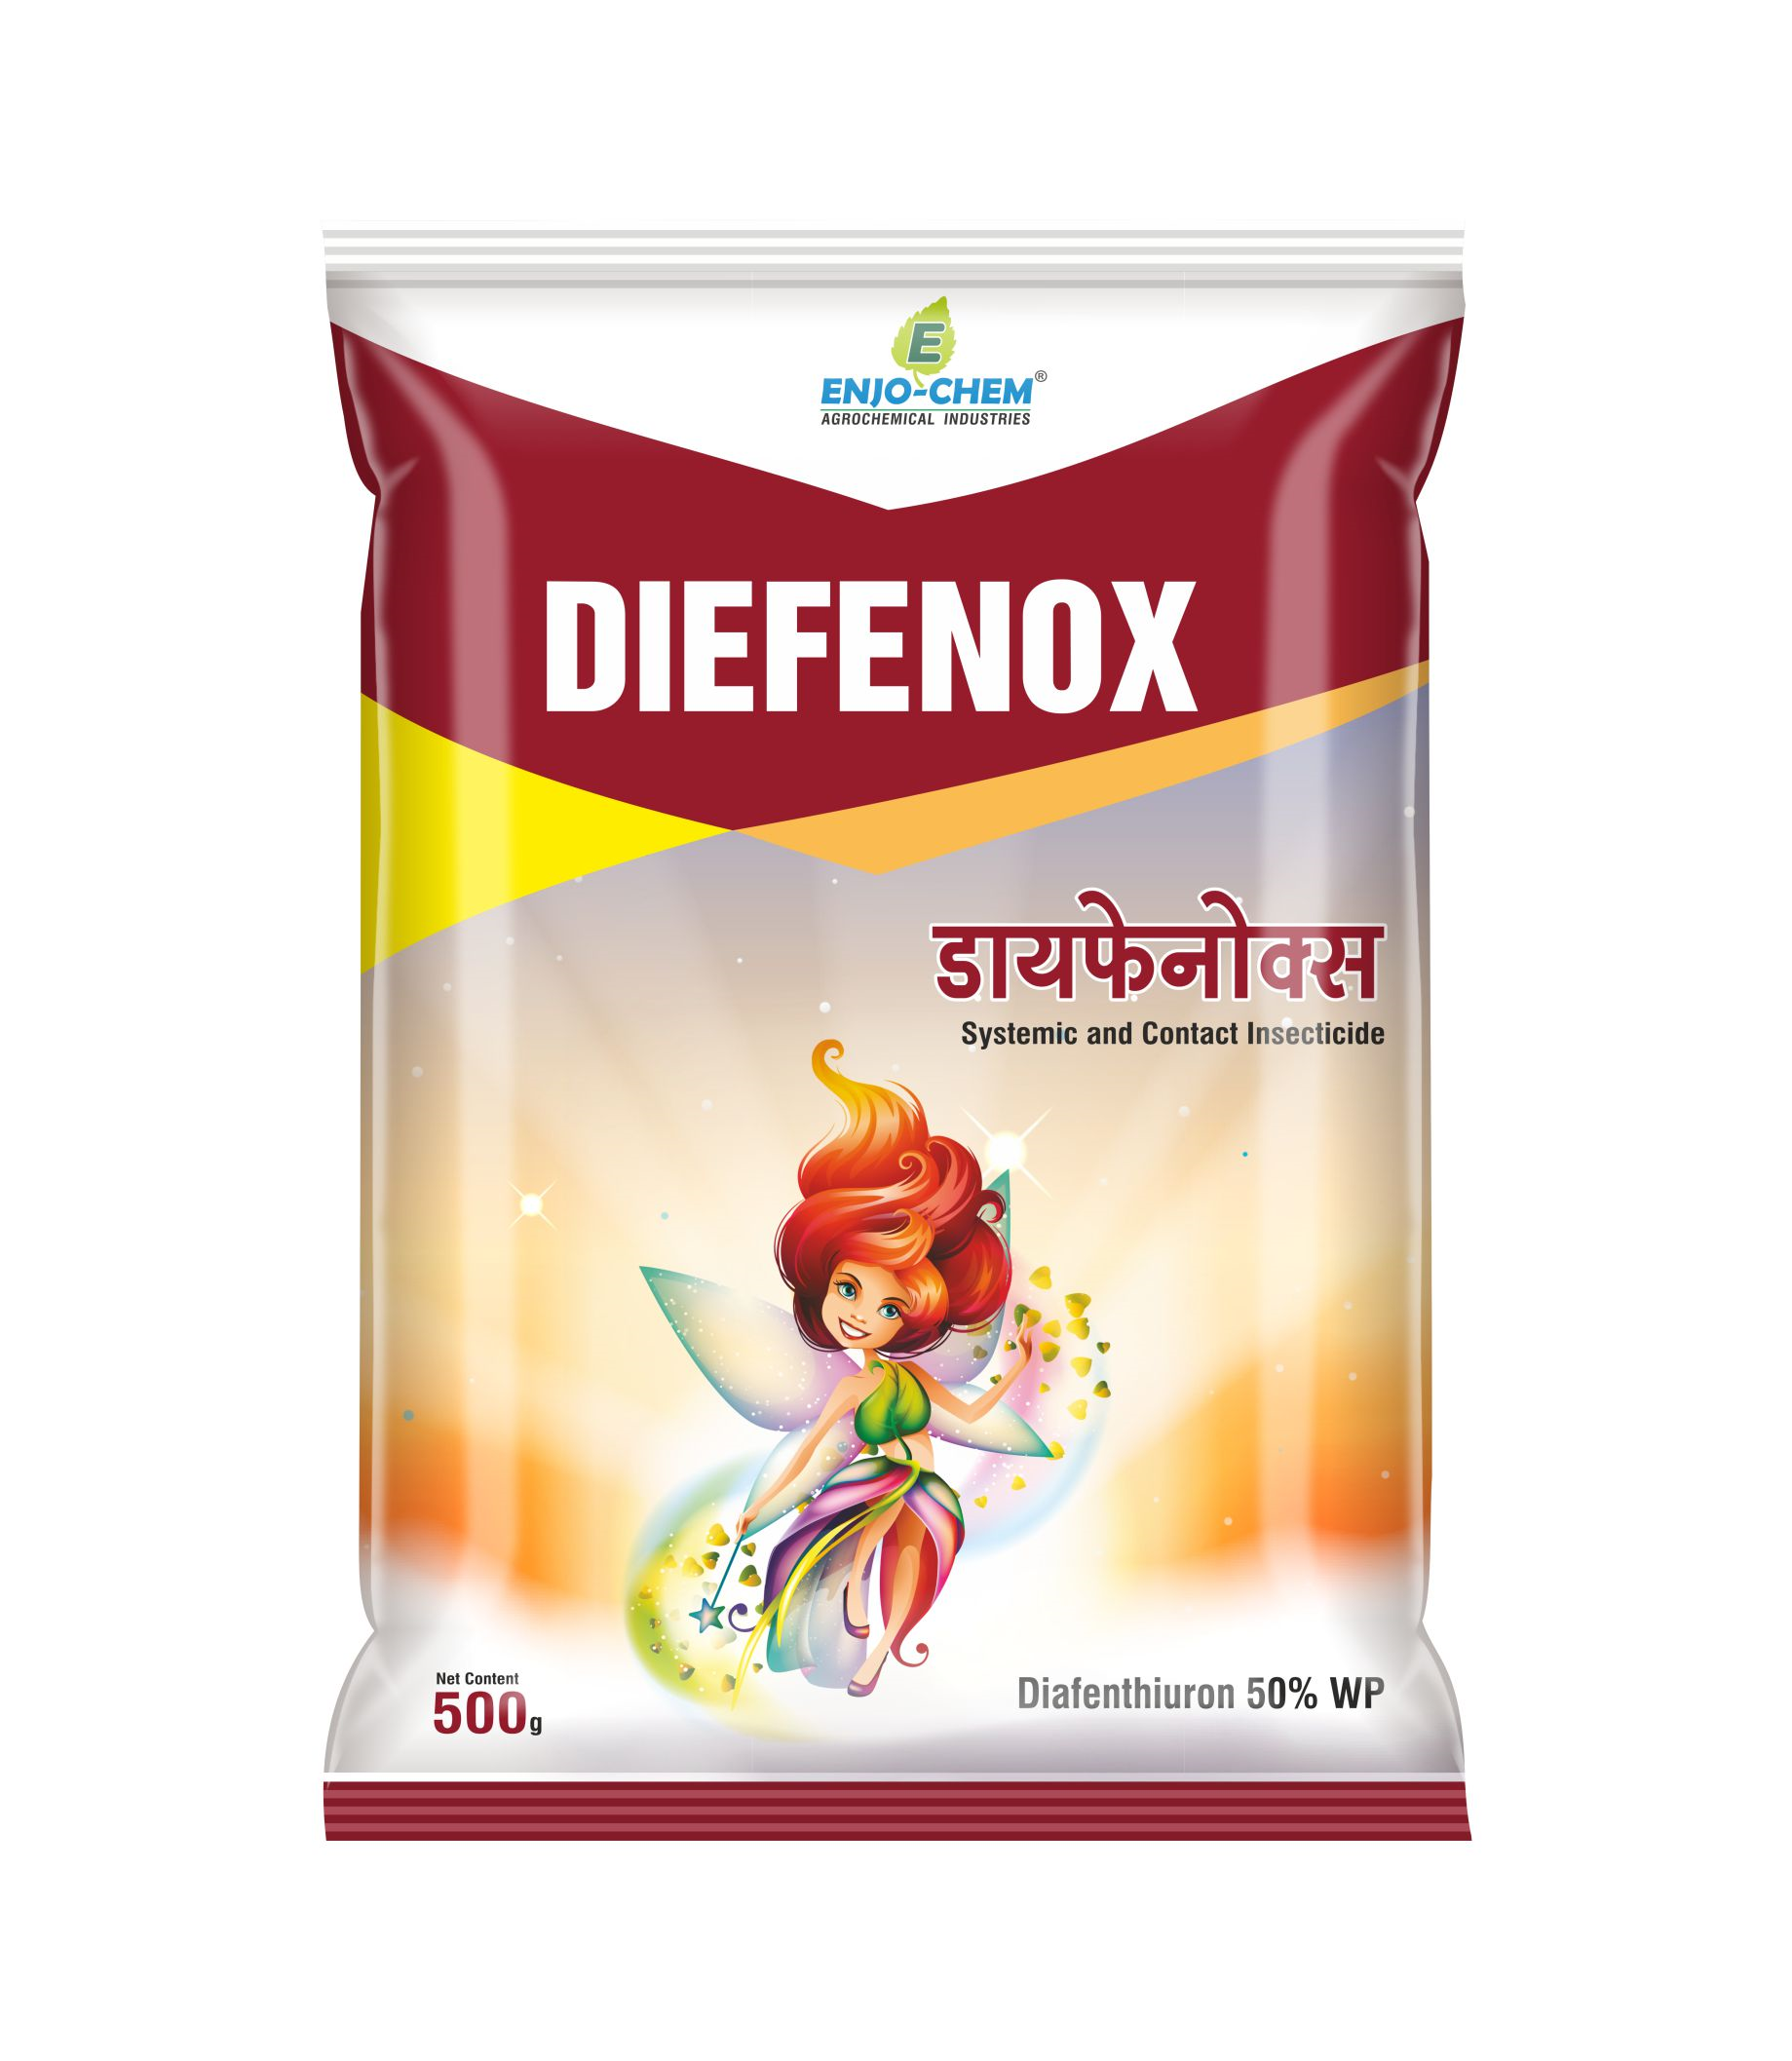 E
ENJO-CHEM®
AGROCHEMICAL INDUSTRIES
DIEFENOX
डायफेनोक्स
Systemic and Contact Insecticide
Net Content
500g
Diafenthiuron 50% WP